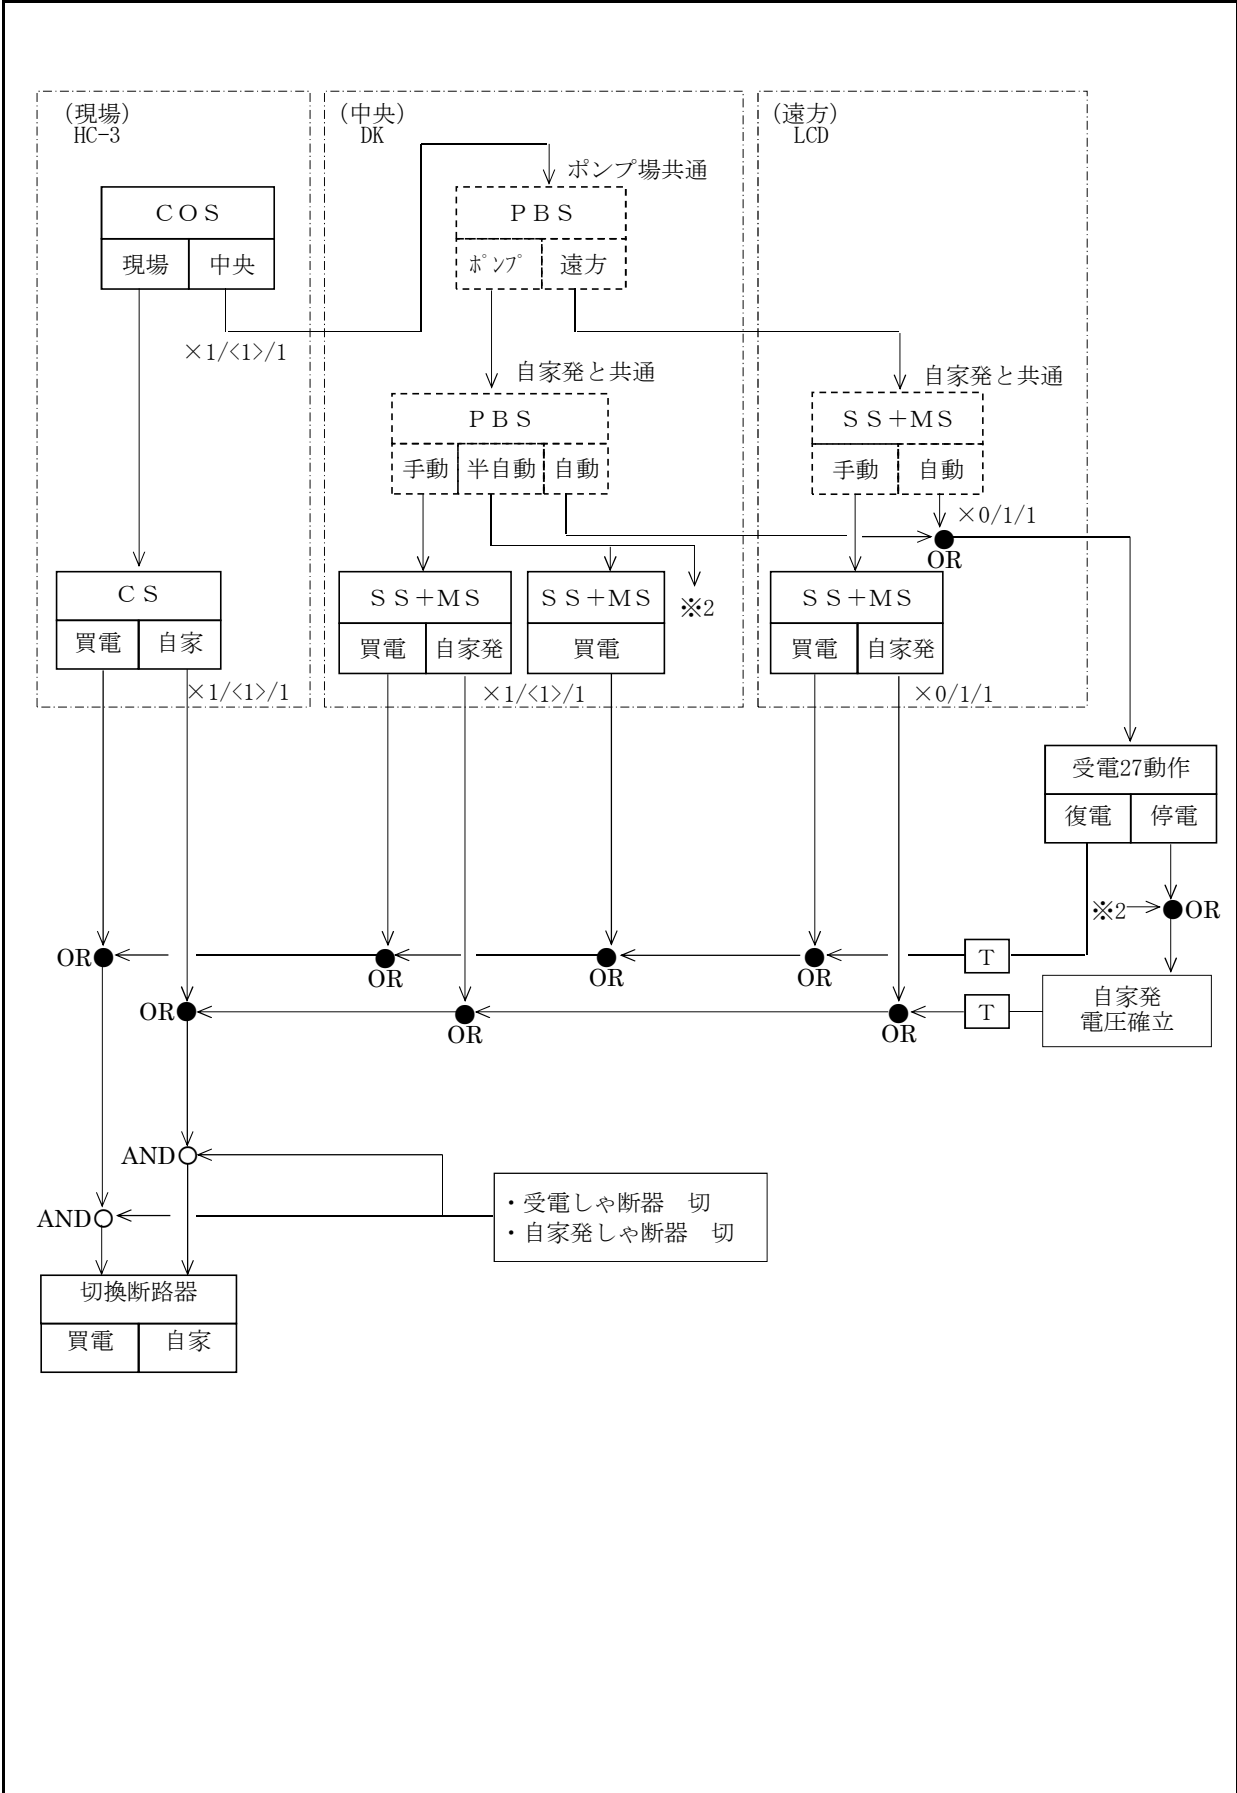 (現場)
HC-3
(中央)
DK
(遠方)
LCD
ポンプ場共通
COS
現場 中央
PBS
ポンプ 遠方
×1/<1>/1
自家発と共通
PBS
手動 半自動 自動
自家発と共通
SS+MS
手動 自動
×0/1/1
OR
CS
買電 自家
×1/<1>/1
SS+MS
買電 自家発
×1/<1>/1
SS+MS
買電
※2
SS+MS
買電 自家発
×0/1/1
受電27動作
復電 停電
※2
OR
OR
OR
OR
OR
T
OR
OR
OR
T
自家発
電圧確立
AND
AND
・受電しゃ断器 切
・自家発しゃ断器 切
切換断路器
買電 自家